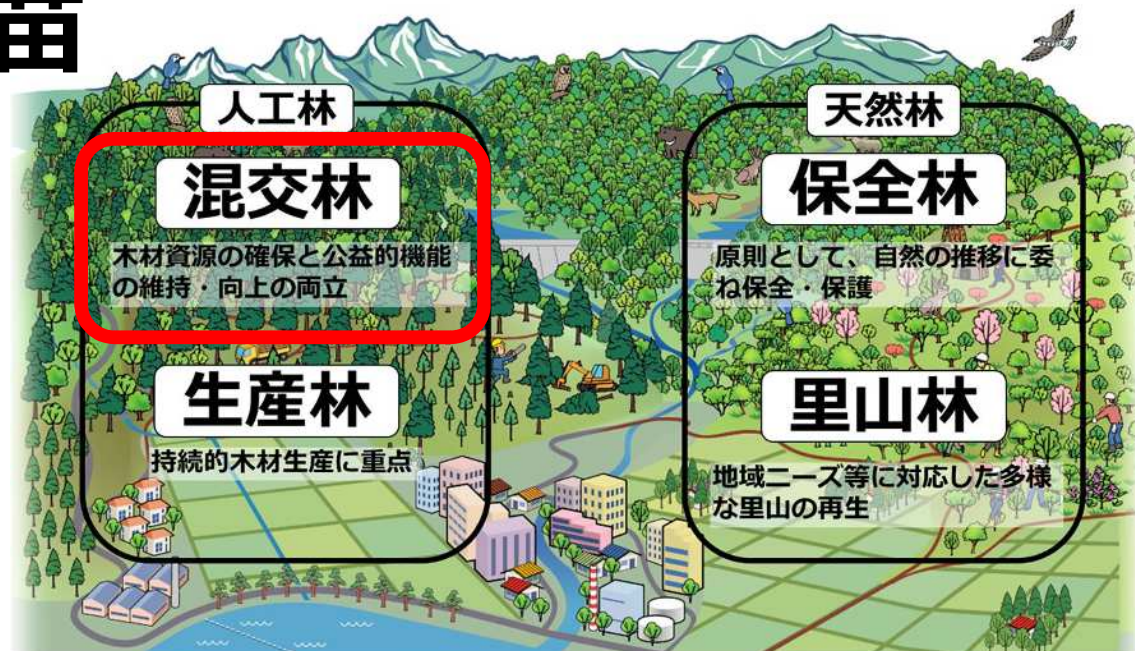 苗
人工林
混交林
木材資源の確保と公益的機能
の維持・向上の両立
生産林
持続的木材生産に重点
天然林
保全林
原則として、自然の推移に委
ね保全・保護
里山林
地域ニーズ等に対応した多様
な里山の再生